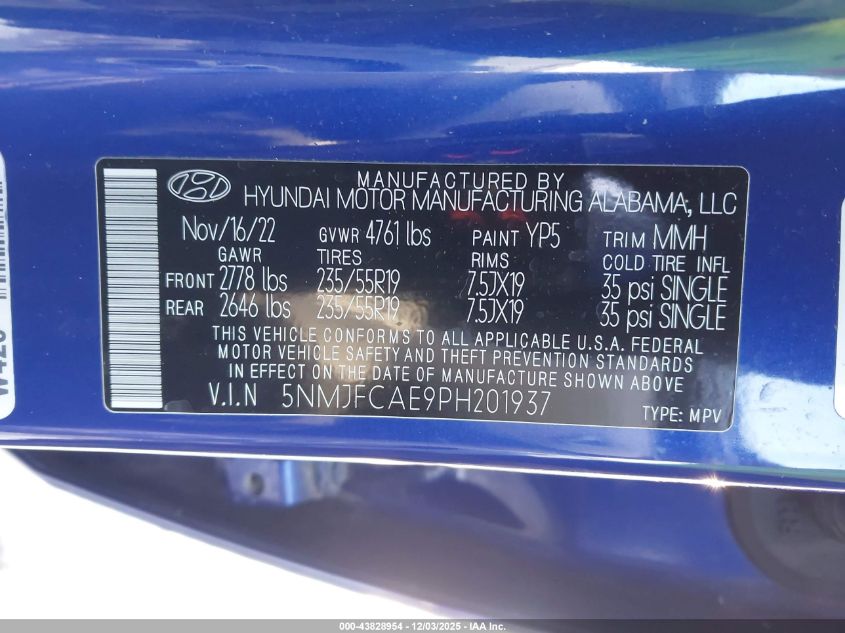 MANUFACTURED BY
HYUNDAI MOTOR MANUFACTURING ALABAMA, LLC
Nov/16/22 GVWR 4761 lbs PAINT YP5 TRIM MMH
GAWR TIRES RIMS COLD TIRE INFL
FRONT 2778 lbs 235/55R19 7.5JX19 35 psi SINGLE
REAR 2646 lbs 235/55R19 7.5JX19 35 psi SINGLE
THIS VEHICLE CONFORMS TO ALL APPLICABLE U.S.A. FEDERAL
MOTOR VEHICLE SAFETY AND THEFT PREVENTION STANDARDS
IN EFFECT ON THE DATE OF MANUFACTURE SHOWN ABOVE
V.I.N 5NMJFCAE9PH201937
TYPE: MPV
000-43828954 - 12/03/2025 - IAA Inc.